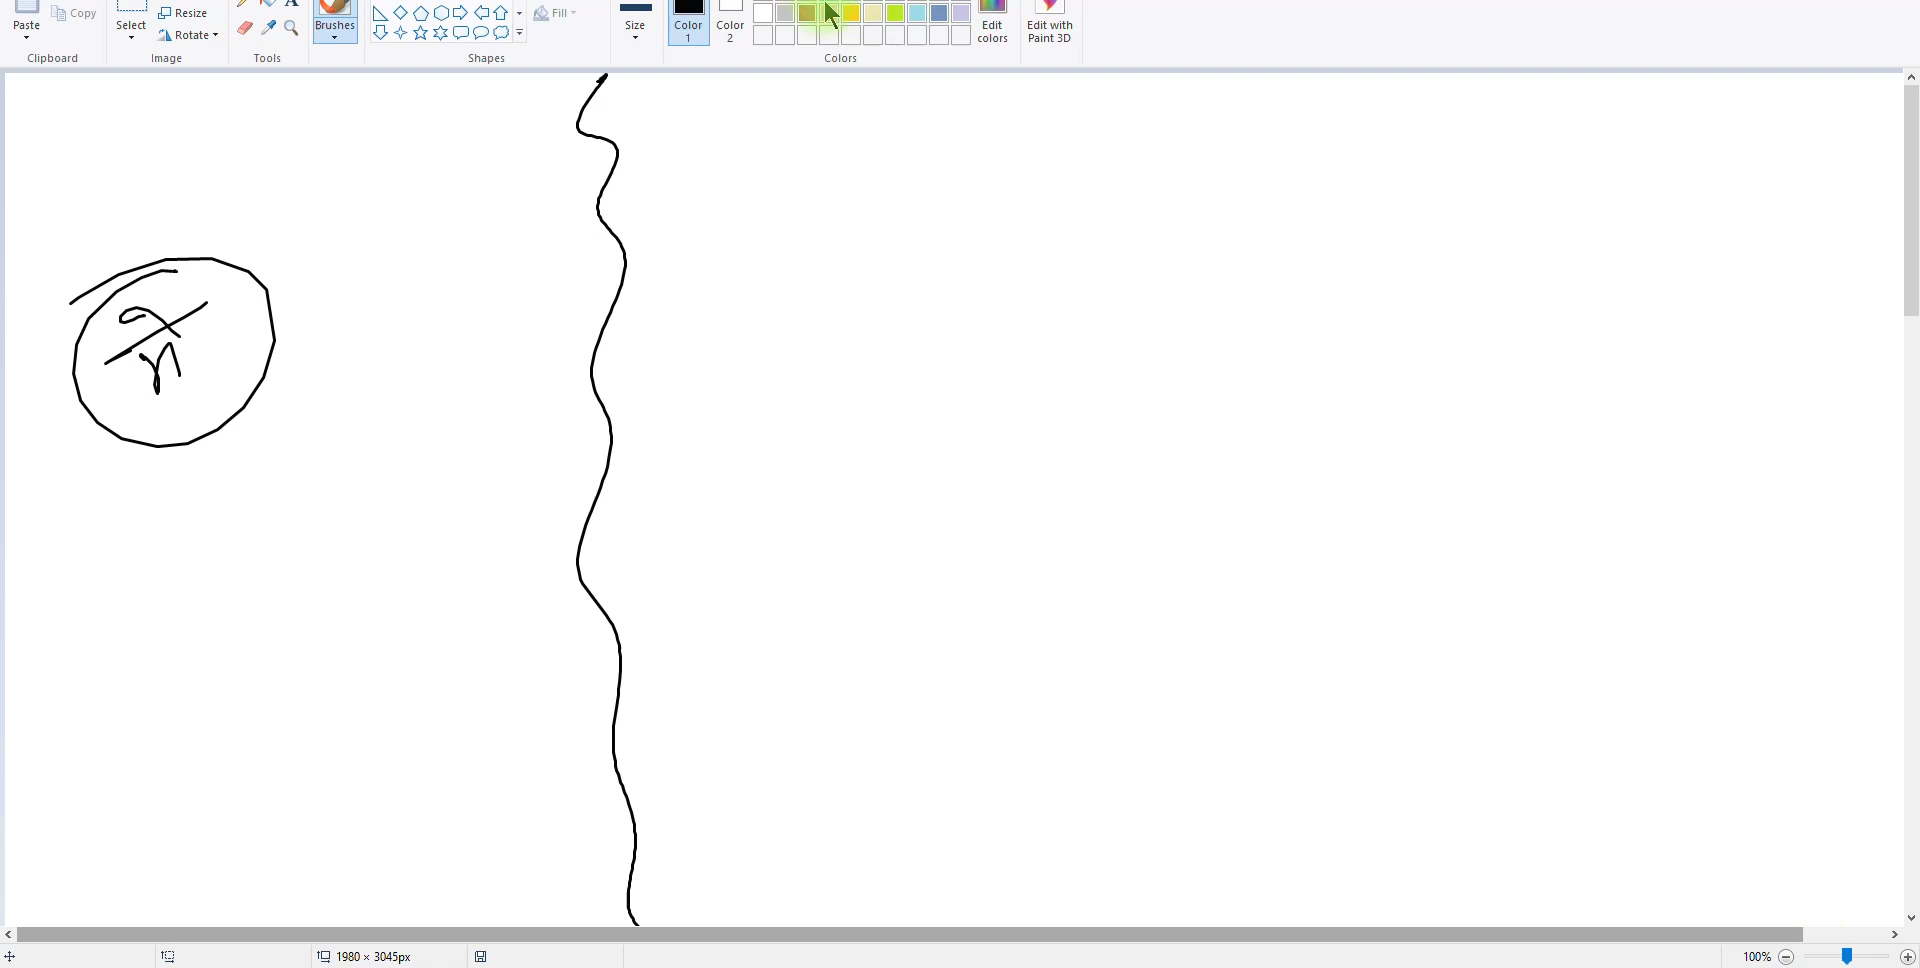 Paste
Copy
Select
Resize
Rotate
A
Brushes
Fill
Size
Color 1
Color 2
Edit colors
Edit with Paint 3D
Clipboard
Image
Tools
Shapes
Colors
1980 × 3045px
100%